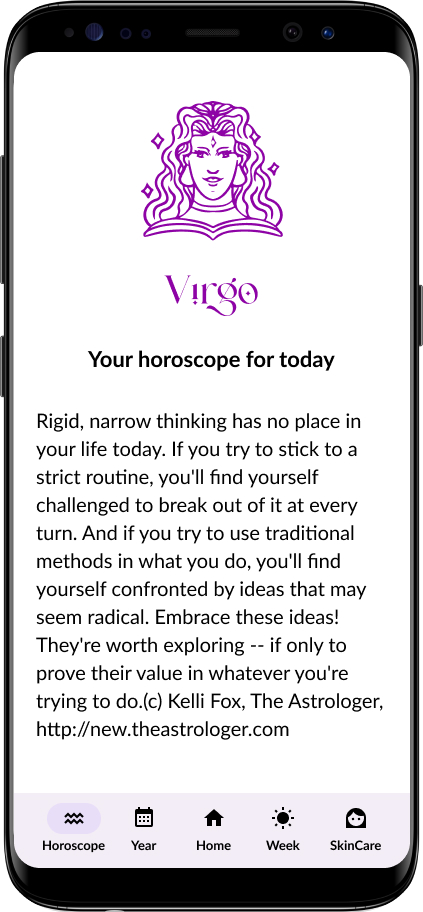 Virgo
Your horoscope for today
Rigid, narrow thinking has no place in
your life today. If you try to stick to a
strict routine, you'll find yourself
challenged to break out of it at every
turn. And if you try to use traditional
methods in what you do, you'll find
yourself confronted by ideas that may
seem radical. Embrace these ideas!
They're worth exploring -- if only to
prove their value in whatever you're
trying to do.(c) Kelli Fox, The Astrologer,
http://new.theastrologer.com
Horoscope Year Home Week SkinCare